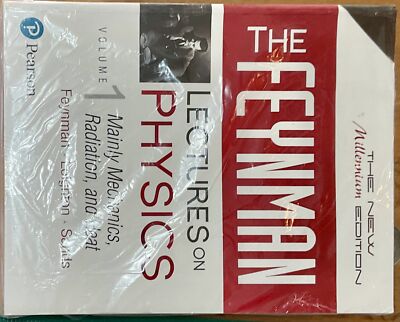 THE NEW
Millennium
EDITION
THE
FEYNMAN
LECTURES ON
PHYSICS
VOLUME 1
Mainly Mechanics,
Radiation, and Heat
Feynman · Leighton · Sands
Pearson